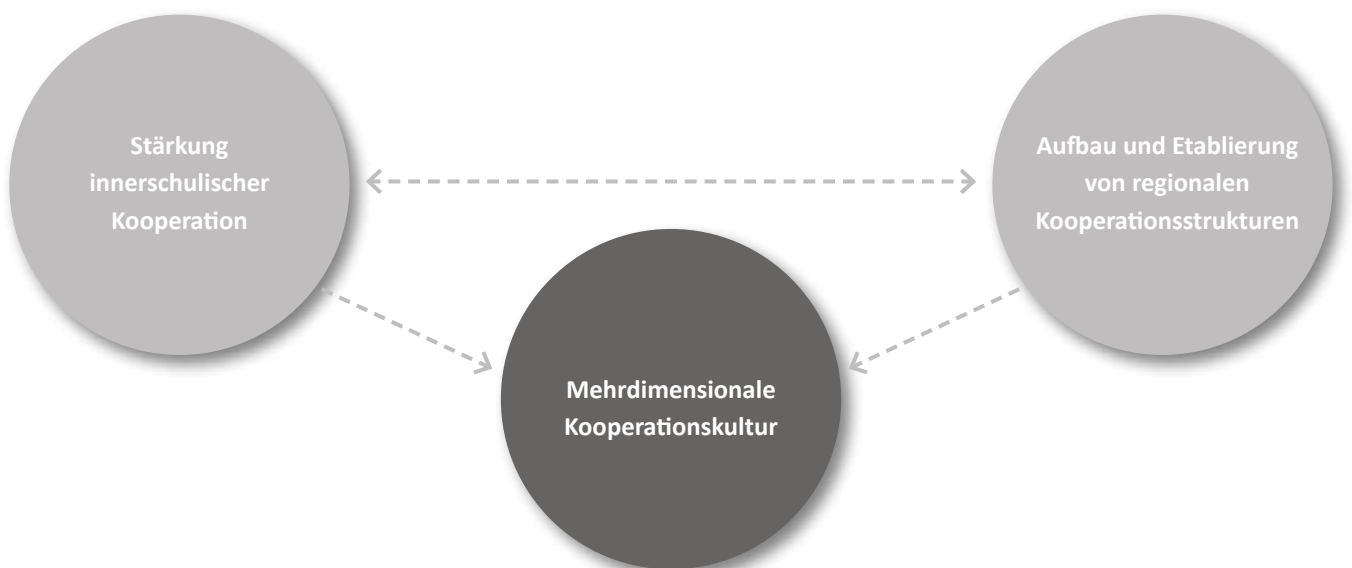 Stärkung
innerschulischer
Kooperation
Aufbau und Etablierung
von regionalen
Kooperationsstrukturen
Mehrdimensionale
Kooperationskultur